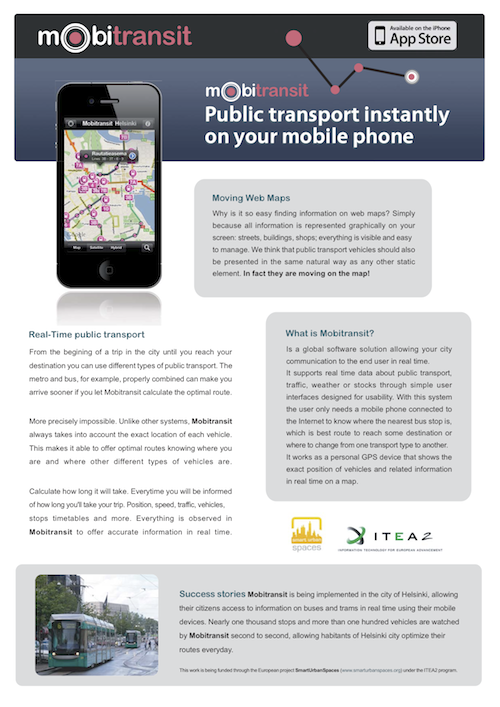 mobitransit
Available on the iPhone
App Store
mobitransit
Public transport instantly
on your mobile phone
Mobitransit Helsinki
Rautatieasema
Map Satellite Hybrid
Moving Web Maps
Why is it so easy finding information on web maps? Simply
because all information is represented graphically on your
screen: streets, buildings, shops; everything is visible and easy
to manage. We think that public transport vehicles should also
be presented in the same natural way as any other static
element. In fact they are moving on the map!
Real-Time public transport
From the begining of a trip in the city until you reach your
destination you can use different types of public transport. The
metro and bus, for example, properly combined can make you
arrive sooner if you let Mobitransit calculate the optimal route.
More precisely impossible. Unlike other systems, Mobitransit
always takes into account the exact location of each vehicle.
This makes it able to offer optimal routes knowing where you
are and where other different types of vehicles are.
Calculate how long it will take. Everytime you will be informed
of how long you'll take your trip. Position, speed, traffic, vehicles,
stops timetables and more. Everything is observed in
Mobitransit to offer accurate information in real time.
What is Mobitransit?
Is a global software solution allowing your city
communication to the end user in real time.
It supports real time data about public transport,
traffic, weather or stocks through simple user
interfaces designed for usability. With this system
the user only needs a mobile phone connected to
the Internet to know where the nearest bus stop is,
which is best route to reach some destination or
where to change from one transport type to another.
It works as a personal GPS device that shows the
exact position of vehicles and related information
in real time on a map.
smart urban
spaces
ITEA2
INFORMATION TECHNOLOGY FOR EUROPEAN ADVANCEMENT
Success stories Mobitransit is being implemented in the city of Helsinki, allowing
their citizens access to information on buses and trams in real time using their mobile
devices. Nearly one thousand stops and more than one hundred vehicles are watched
by Mobitransit second to second, allowing habitants of Helsinki city optimize their
routes everyday.
This work is being funded through the European project SmartUrbanSpaces (www.smarturbanspaces.org) under the ITEA2 program.